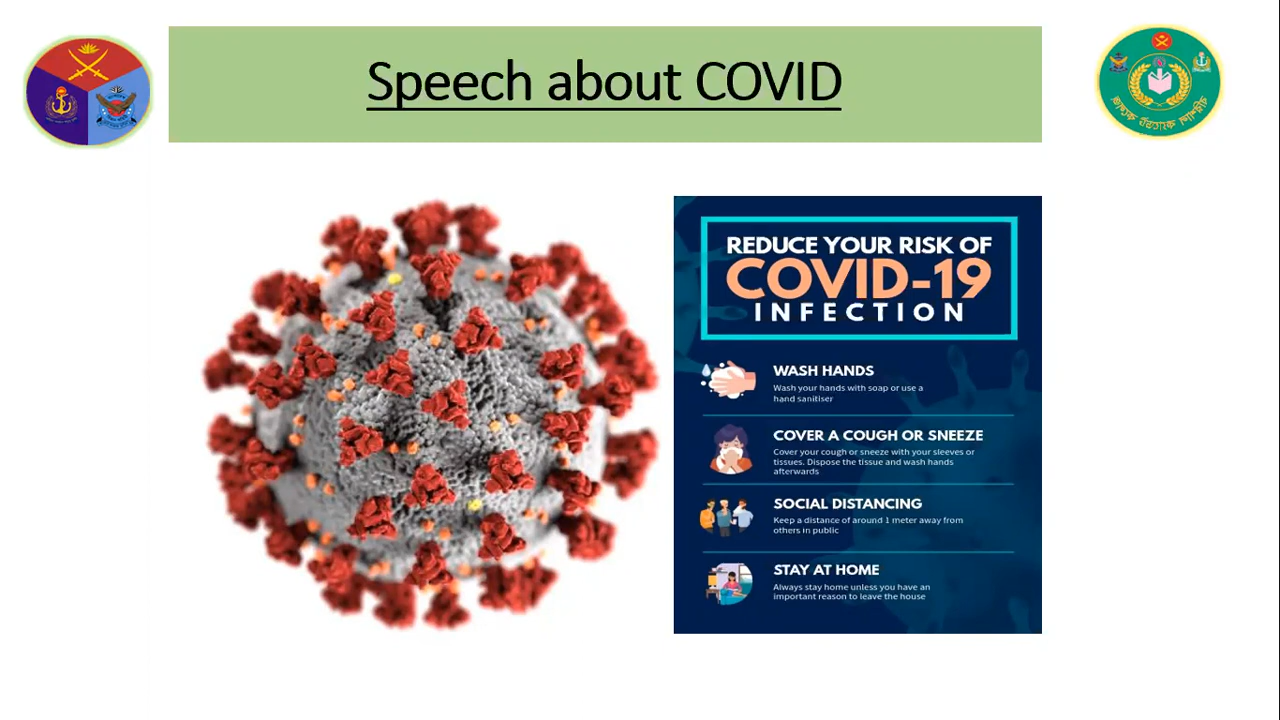 Speech about COVID
REDUCE YOUR RISK OF
COVID-19
INFECTION
WASH HANDS
Wash your hands with soap or use a
hand sanitiser
COVER A COUGH OR SNEEZE
Cover your cough or sneeze with your sleeves or
tissues. Dispose the tissue and wash hands
afterwards
SOCIAL DISTANCING
Keep a distance of around 1 meter away from
others in public
STAY AT HOME
Always stay home unless you have an
important reason to leave the house